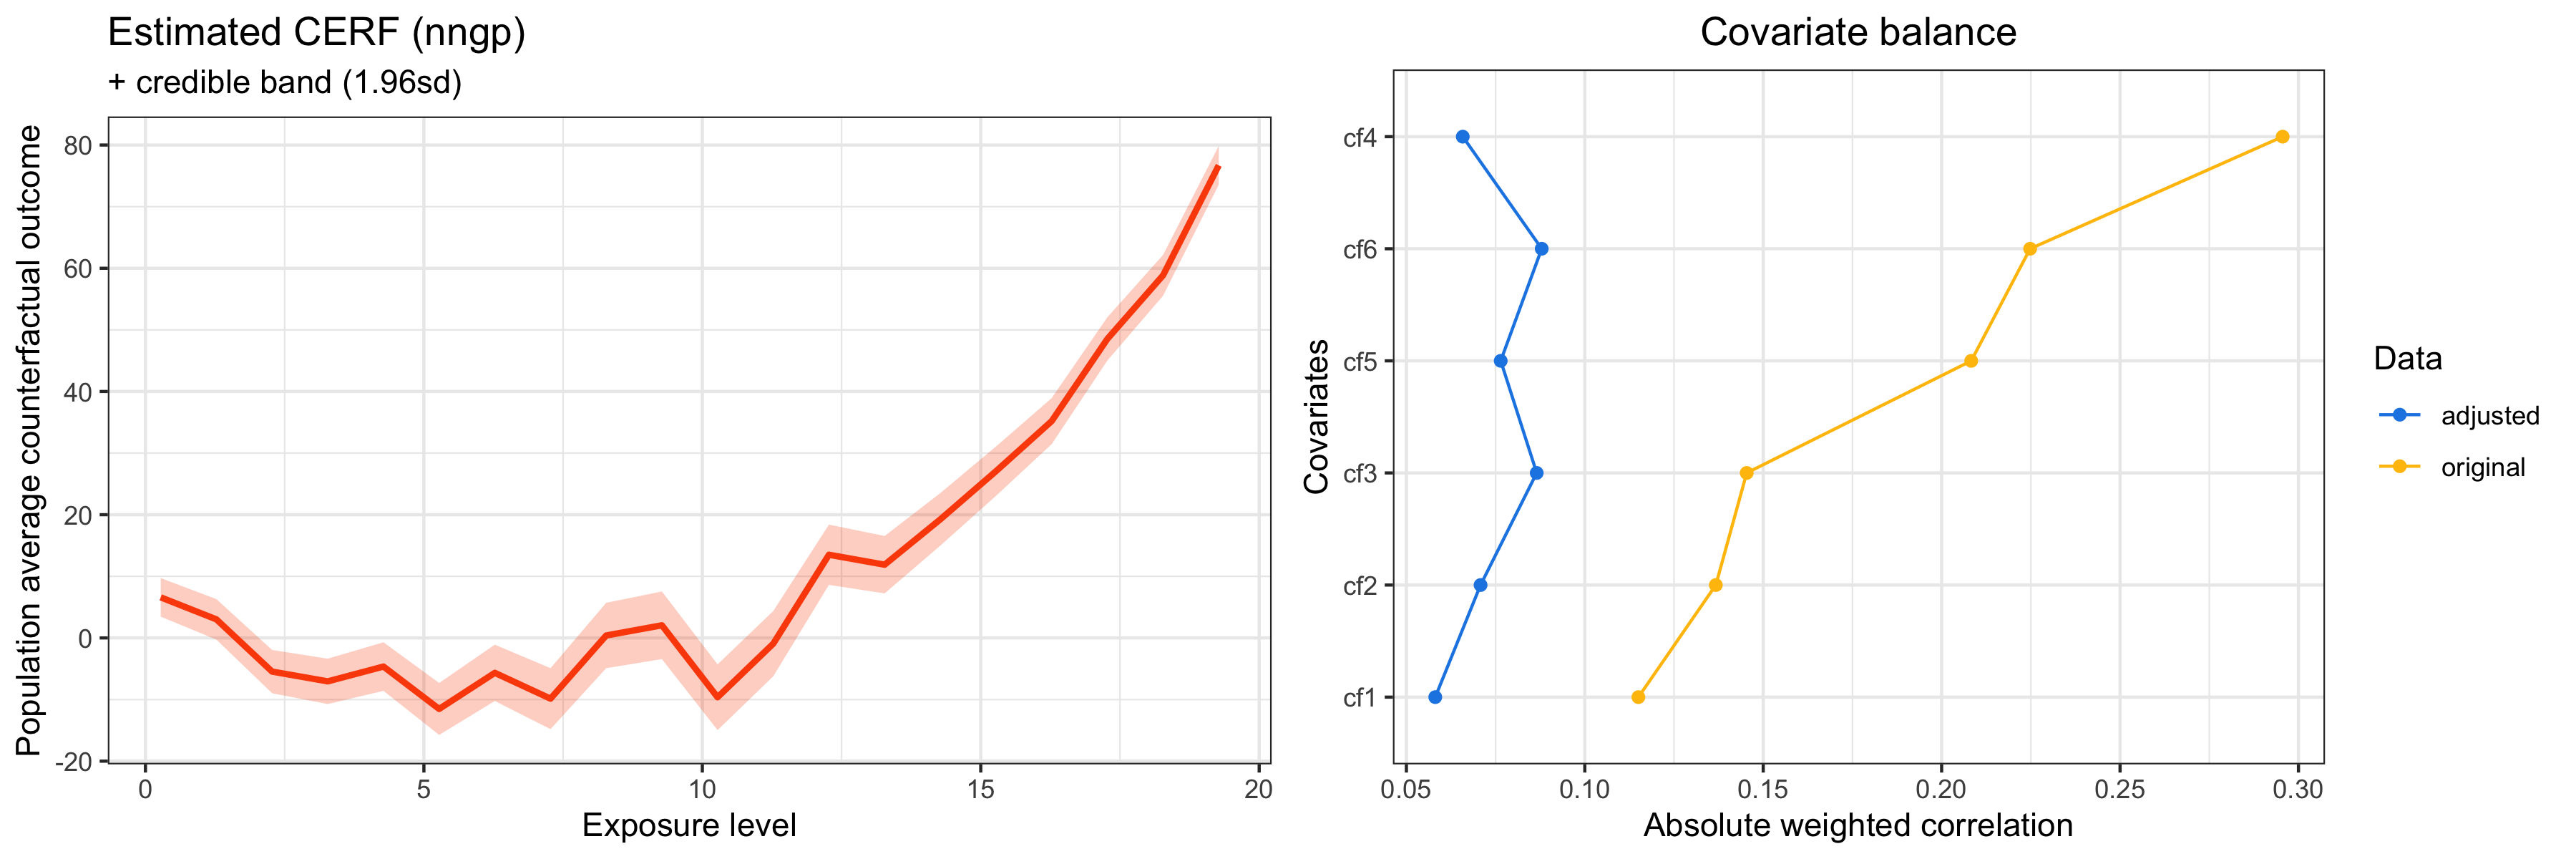 Estimated CERF (nngp)
+ credible band (1.96sd)
Population average counterfactual outcome
80
60
40
20
0
-20
0 5 10 15 20
Exposure level
Covariate balance
Covariates
cf4
cf6
cf5
cf3
cf2
cf1
0.05 0.10 0.15 0.20 0.25 0.30
Absolute weighted correlation
Data
adjusted
original